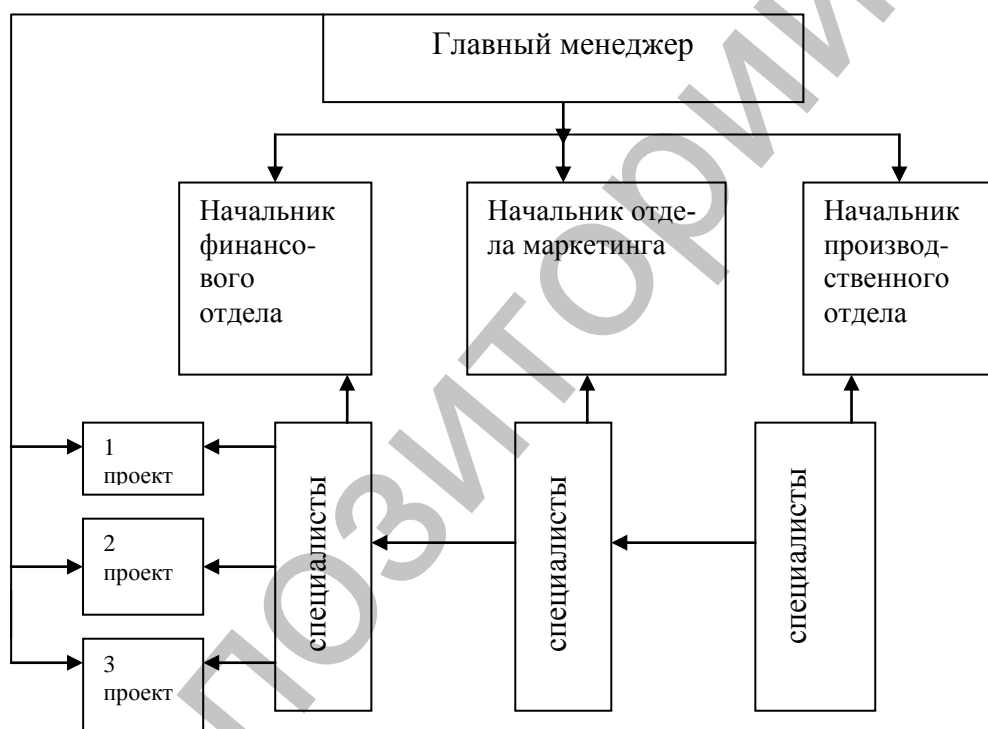 Главный менеджер
Начальник
финансо-
вого
отдела
Начальник отде-
ла маркетинга
Начальник
производ-
ственного
отдела
1
проект
2
проект
3
проект
специалисты
специалисты
специалисты
позитории